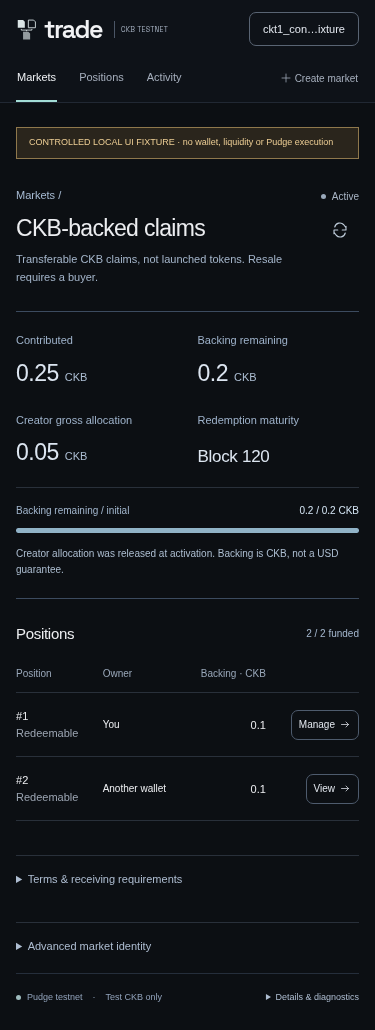 trade
CKB TESTNET
ckt1_con…ixture
Markets
Positions
Activity
Create market
CONTROLLED LOCAL UI FIXTURE · no wallet, liquidity or Pudge execution
Markets /
Active
CKB-backed claims
Transferable CKB claims, not launched tokens. Resale
requires a buyer.
Contributed
Backing remaining
0.25 CKB
0.2 CKB
Creator gross allocation
Redemption maturity
0.05 CKB
Block 120
Backing remaining / initial
0.2 / 0.2 CKB
Creator allocation was released at activation. Backing is CKB, not a USD
guarantee.
Positions
2 / 2 funded
Position
Owner
Backing · CKB
#1
Redeemable
You
0.1
Manage →
#2
Redeemable
Another wallet
0.1
View →
Terms & receiving requirements
Advanced market identity
Pudge testnet · Test CKB only
Details & diagnostics